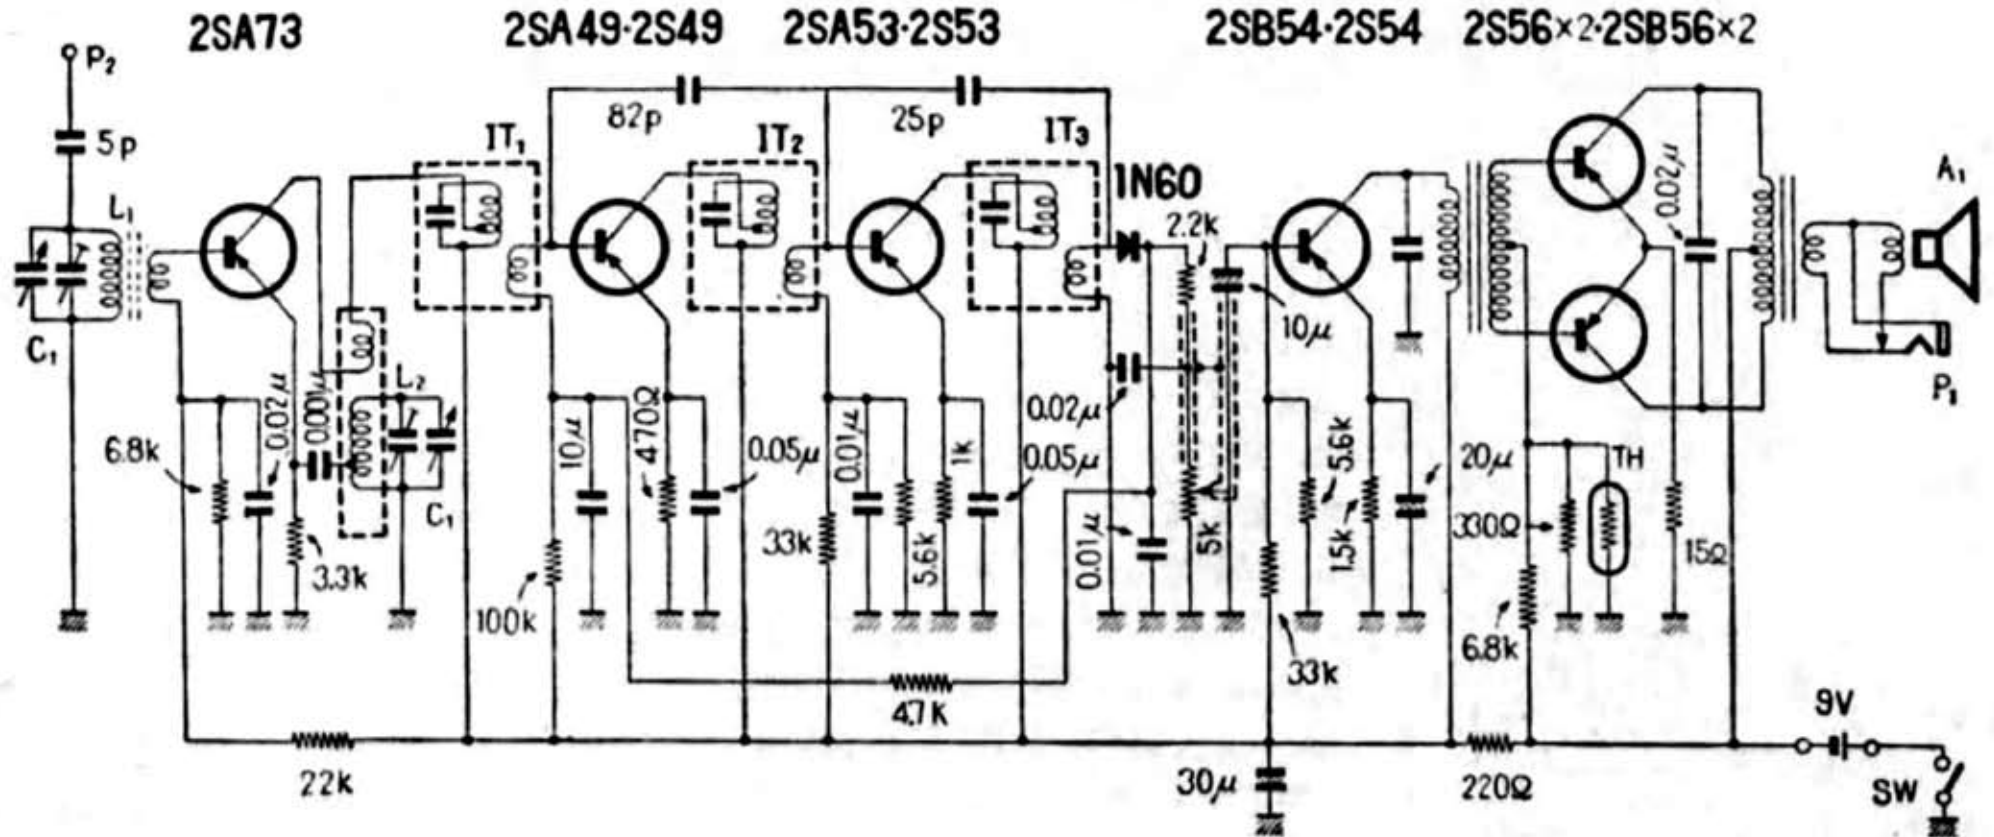 2SA73
2SA49·2S49
2SA53·2S53
2SB54·2S54
2S56×2·2SB56×2
P₂
5p
L₁
C₁
6.8k
0.02μ
0.001μ
3.3k
L₂
C₁
22k
IT₁
82p
10μ
470Ω
0.05μ
100k
IT₂
25p
33k
0.01μ
5.6k
1k
0.05μ
4.7K
IT₃
1N60
2.2k
10μ
0.02μ
0.01μ
5k
33k
30μ
5.6k
1.5k
20μ
220Ω
6.8k
330Ω
TH
15Ω
0.02μ
A₁
P₁
9V
SW